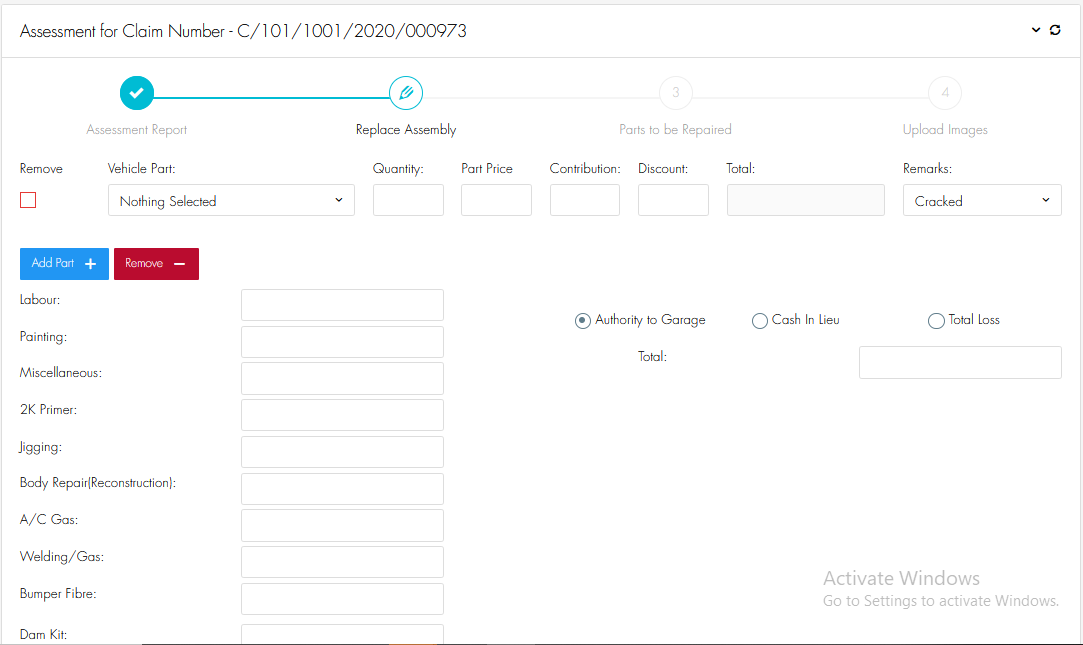 Assessment for Claim Number - C/101/1001/2020/000973
3
4
Assessment Report
Replace Assembly
Parts to be Repaired
Upload Images
Remove
Vehicle Part:
Quantity:
Part Price
Contribution:
Discount:
Total:
Remarks:
Nothing Selected
Cracked
Add Part +
Remove −
Labour:
Authority to Garage
Cash In Lieu
Total Loss
Painting:
Total:
Miscellaneous:
2K Primer:
Jigging:
Body Repair(Reconstruction):
A/C Gas:
Welding/Gas:
Bumper Fibre:
Dam Kit:
Activate Windows
Go to Settings to activate Windows.